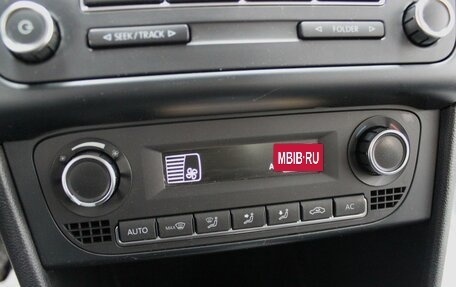 SEEK/TRACK
FOLDER
MBIB.RU
AUTO
MAX
AC